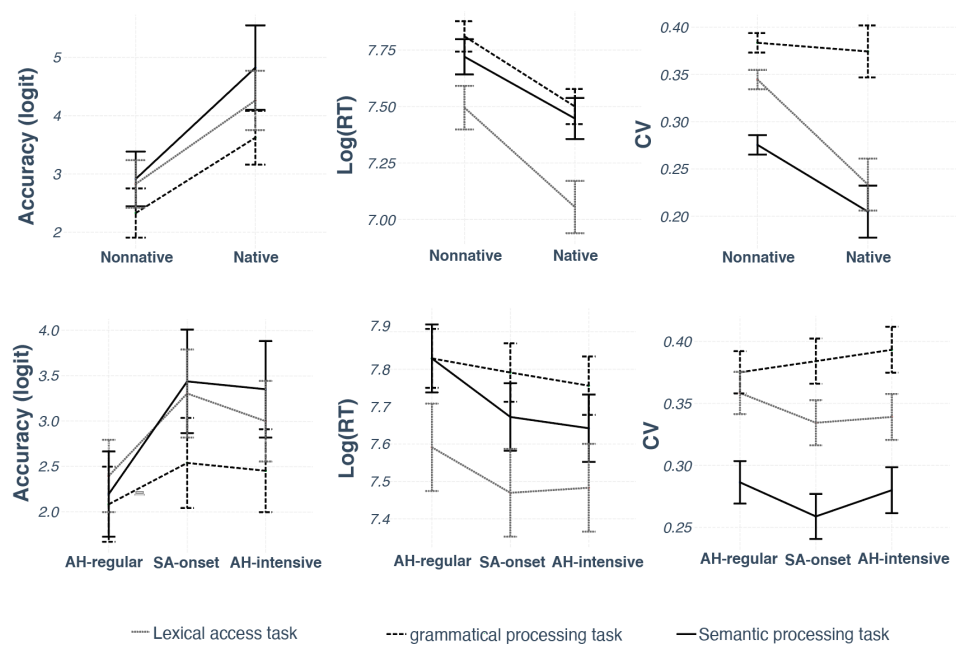 Accuracy (logit)
5
4
3
2
Nonnative Native
Log(RT)
7.75
7.50
7.25
7.00
Nonnative Native
CV
0.40
0.35
0.30
0.25
0.20
Nonnative Native
Accuracy (logit)
4.0
3.5
3.0
2.5
2.0
AH-regular SA-onset AH-intensive
Log(RT)
7.9
7.8
7.7
7.6
7.5
7.4
AH-regular SA-onset AH-intensive
CV
0.40
0.35
0.30
0.25
AH-regular SA-onset AH-intensive
Lexical access task grammatical processing task Semantic processing task